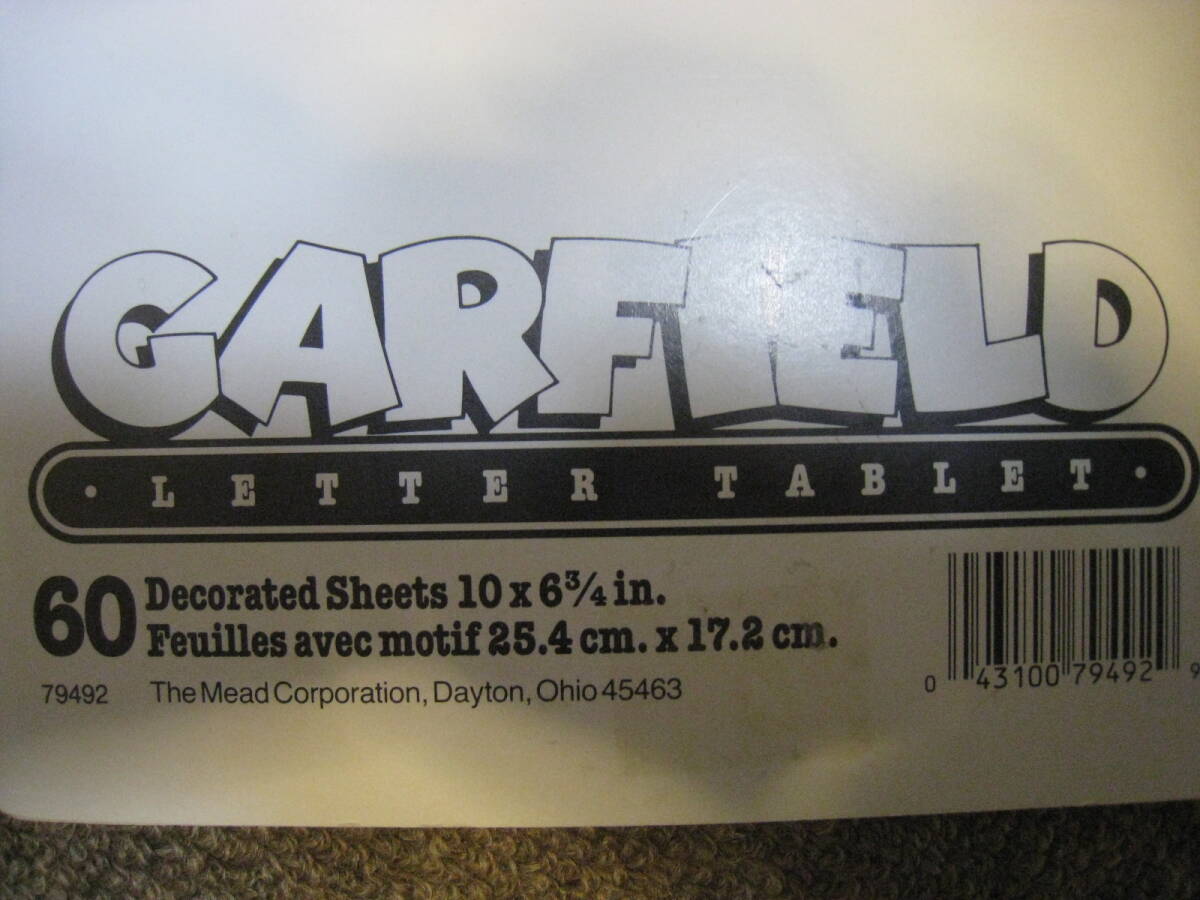 GARFIELD
· LETTER TABLET ·
60 Decorated Sheets 10 x 6¾ in.
Feuilles avec motif 25.4 cm. x 17.2 cm.
79492 The Mead Corporation, Dayton, Ohio 45463
0 43100 79492 9